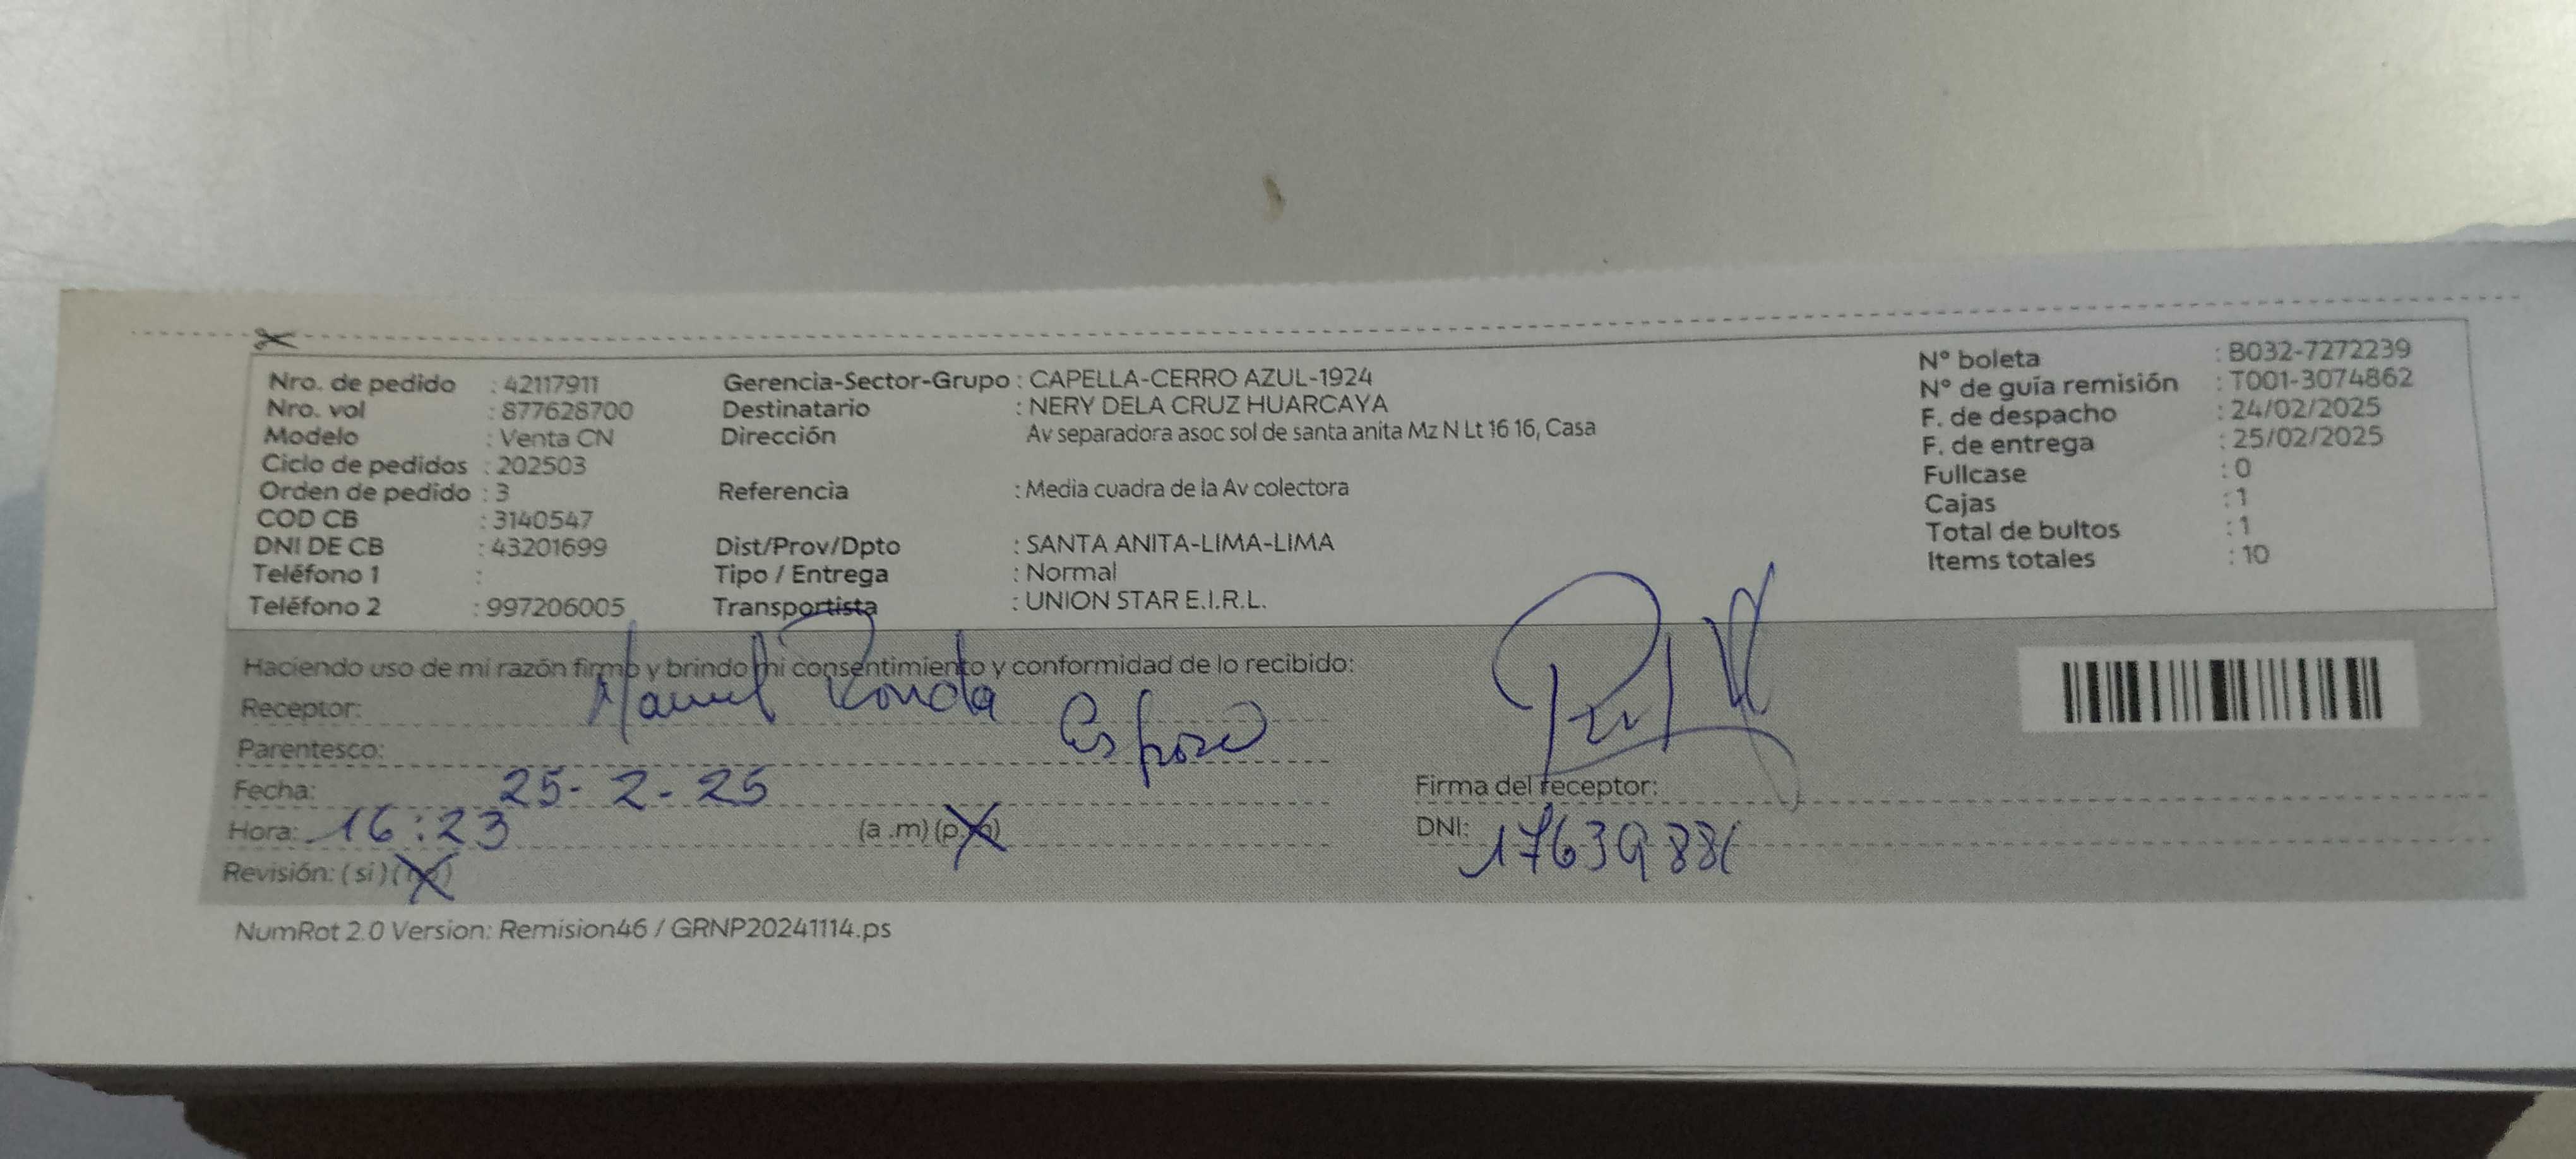 Nro. de pedido : 42117911
Nro. vol : 877628700
Modelo : Venta CN
Ciclo de pedidos : 202503
Orden de pedido : 3
COD CB : 3140547
DNI DE CB : 43201699
Teléfono 1 :
Teléfono 2 : 997206005
Gerencia-Sector-Grupo : CAPELLA-CERRO AZUL-1924
Destinatario : NERY DELA CRUZ HUARCAYA
Dirección Av separadora asoc sol de santa anita Mz N Lt 16 16, Casa
Referencia : Media cuadra de la Av colectora
Dist/Prov/Dpto : SANTA ANITA-LIMA-LIMA
Tipo / Entrega : Normal
Transportista : UNION STAR E.I.R.L.
N° boleta : B032-7272239
N° de guía remisión : T001-3074862
F. de despacho : 24/02/2025
F. de entrega : 25/02/2025
Fullcase : 0
Cajas : 1
Total de bultos : 1
Items totales : 10
Haciendo uso de mi razón firmo y brindo mi consentimiento y conformidad de lo recibido:
Receptor: Manuel
Parentesco: Esposo
Fecha: 25-2-25
Hora: 16:23 (a .m) (p.m)
Revisión: ( si ) (no)
Firma del receptor:
DNI:
NumRot 2.0 Version: Remision46 / GRNP20241114.ps